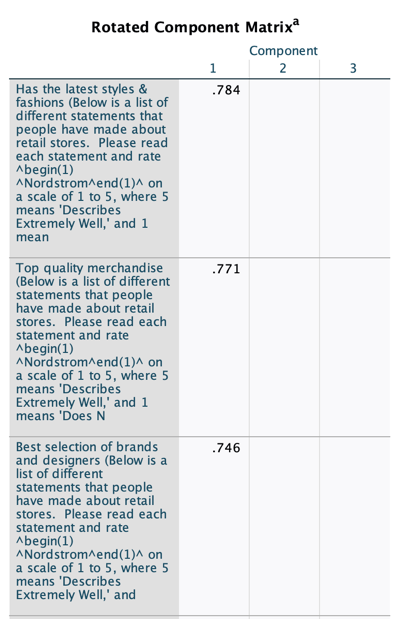 Rotated Component Matrixa
Component
1 2 3
Has the latest styles & .784
fashions (Below is a list of
different statements that
people have made about
retail stores. Please read
each statement and rate
^begin(1)
^Nordstrom^end(1)^ on
a scale of 1 to 5, where 5
means 'Describes
Extremely Well,' and 1
mean
Top quality merchandise .771
(Below is a list of different
statements that people
have made about retail
stores. Please read each
statement and rate
^begin(1)
^Nordstrom^end(1)^ on
a scale of 1 to 5, where 5
means 'Describes
Extremely Well,' and 1
means 'Does N
Best selection of brands .746
and designers (Below is a
list of different
statements that people
have made about retail
stores. Please read each
statement and rate
^begin(1)
^Nordstrom^end(1)^ on
a scale of 1 to 5, where 5
means 'Describes
Extremely Well,' and